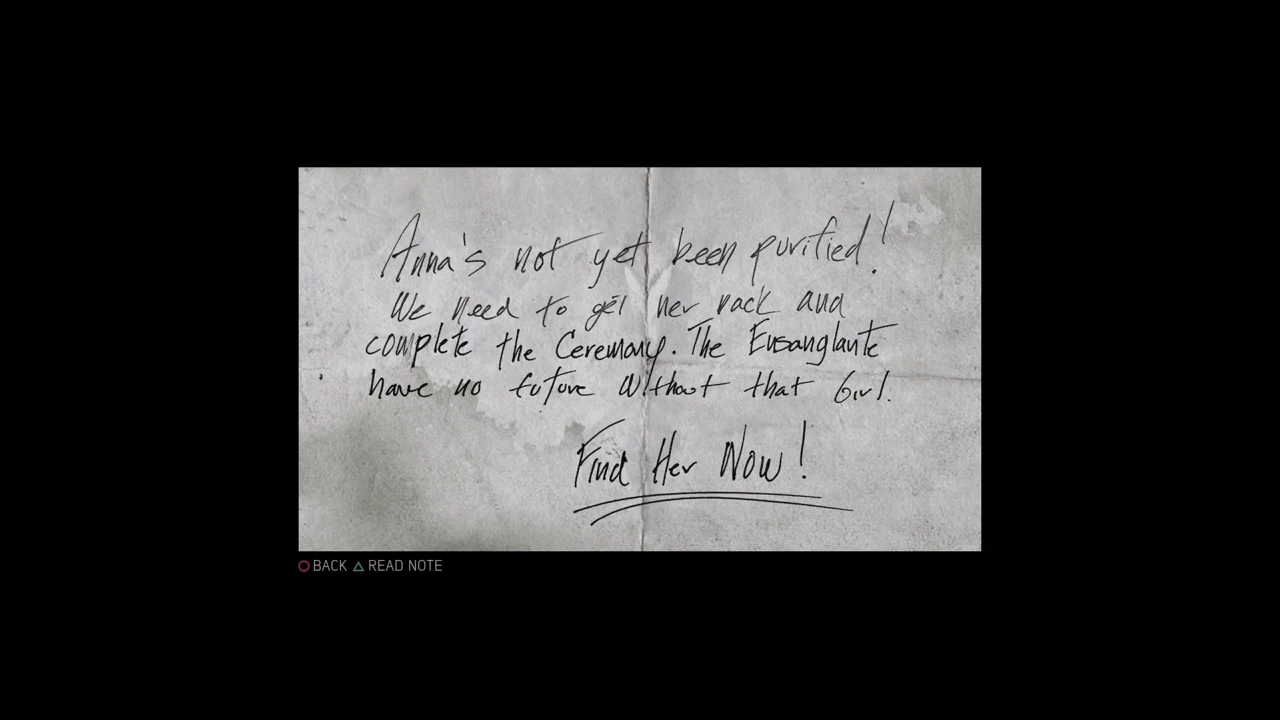 Anna's not yet been purified!
We need to get her back and
complete the Ceremony. The Ensanglante
have no future without that Girl.
Find Her Now!
BACK READ NOTE